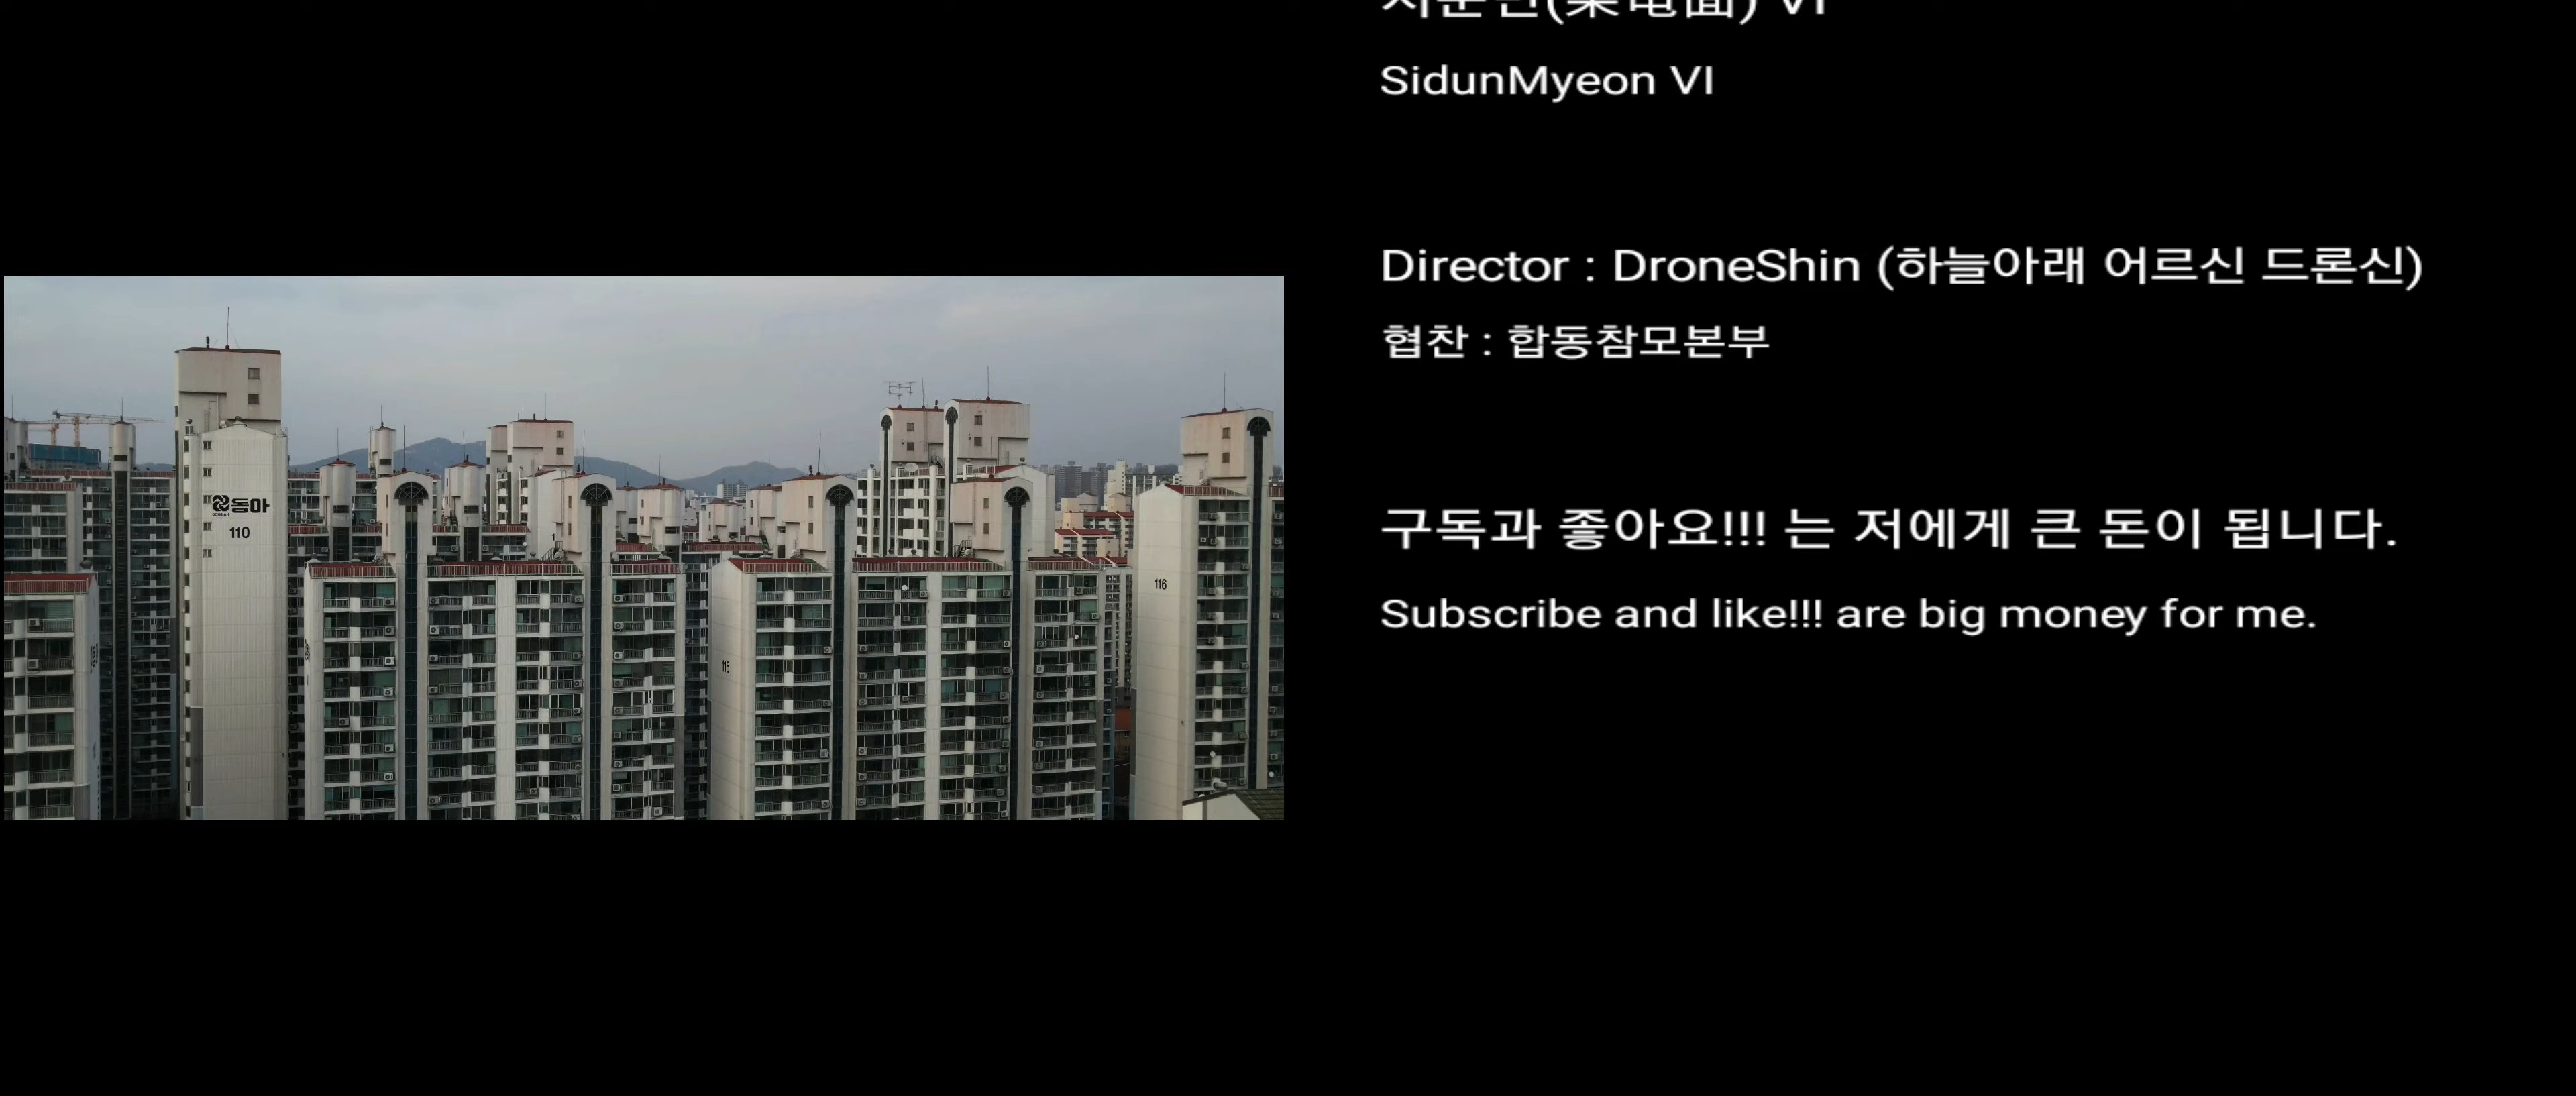 SidunMyeon VI
Director : DroneShin (하늘아래 어르신 드론신)
협찬 : 합동참모본부
구독과 좋아요!!! 는 저에게 큰 돈이 됩니다.
Subscribe and like!!! are big money for me.
동아
110
115
116